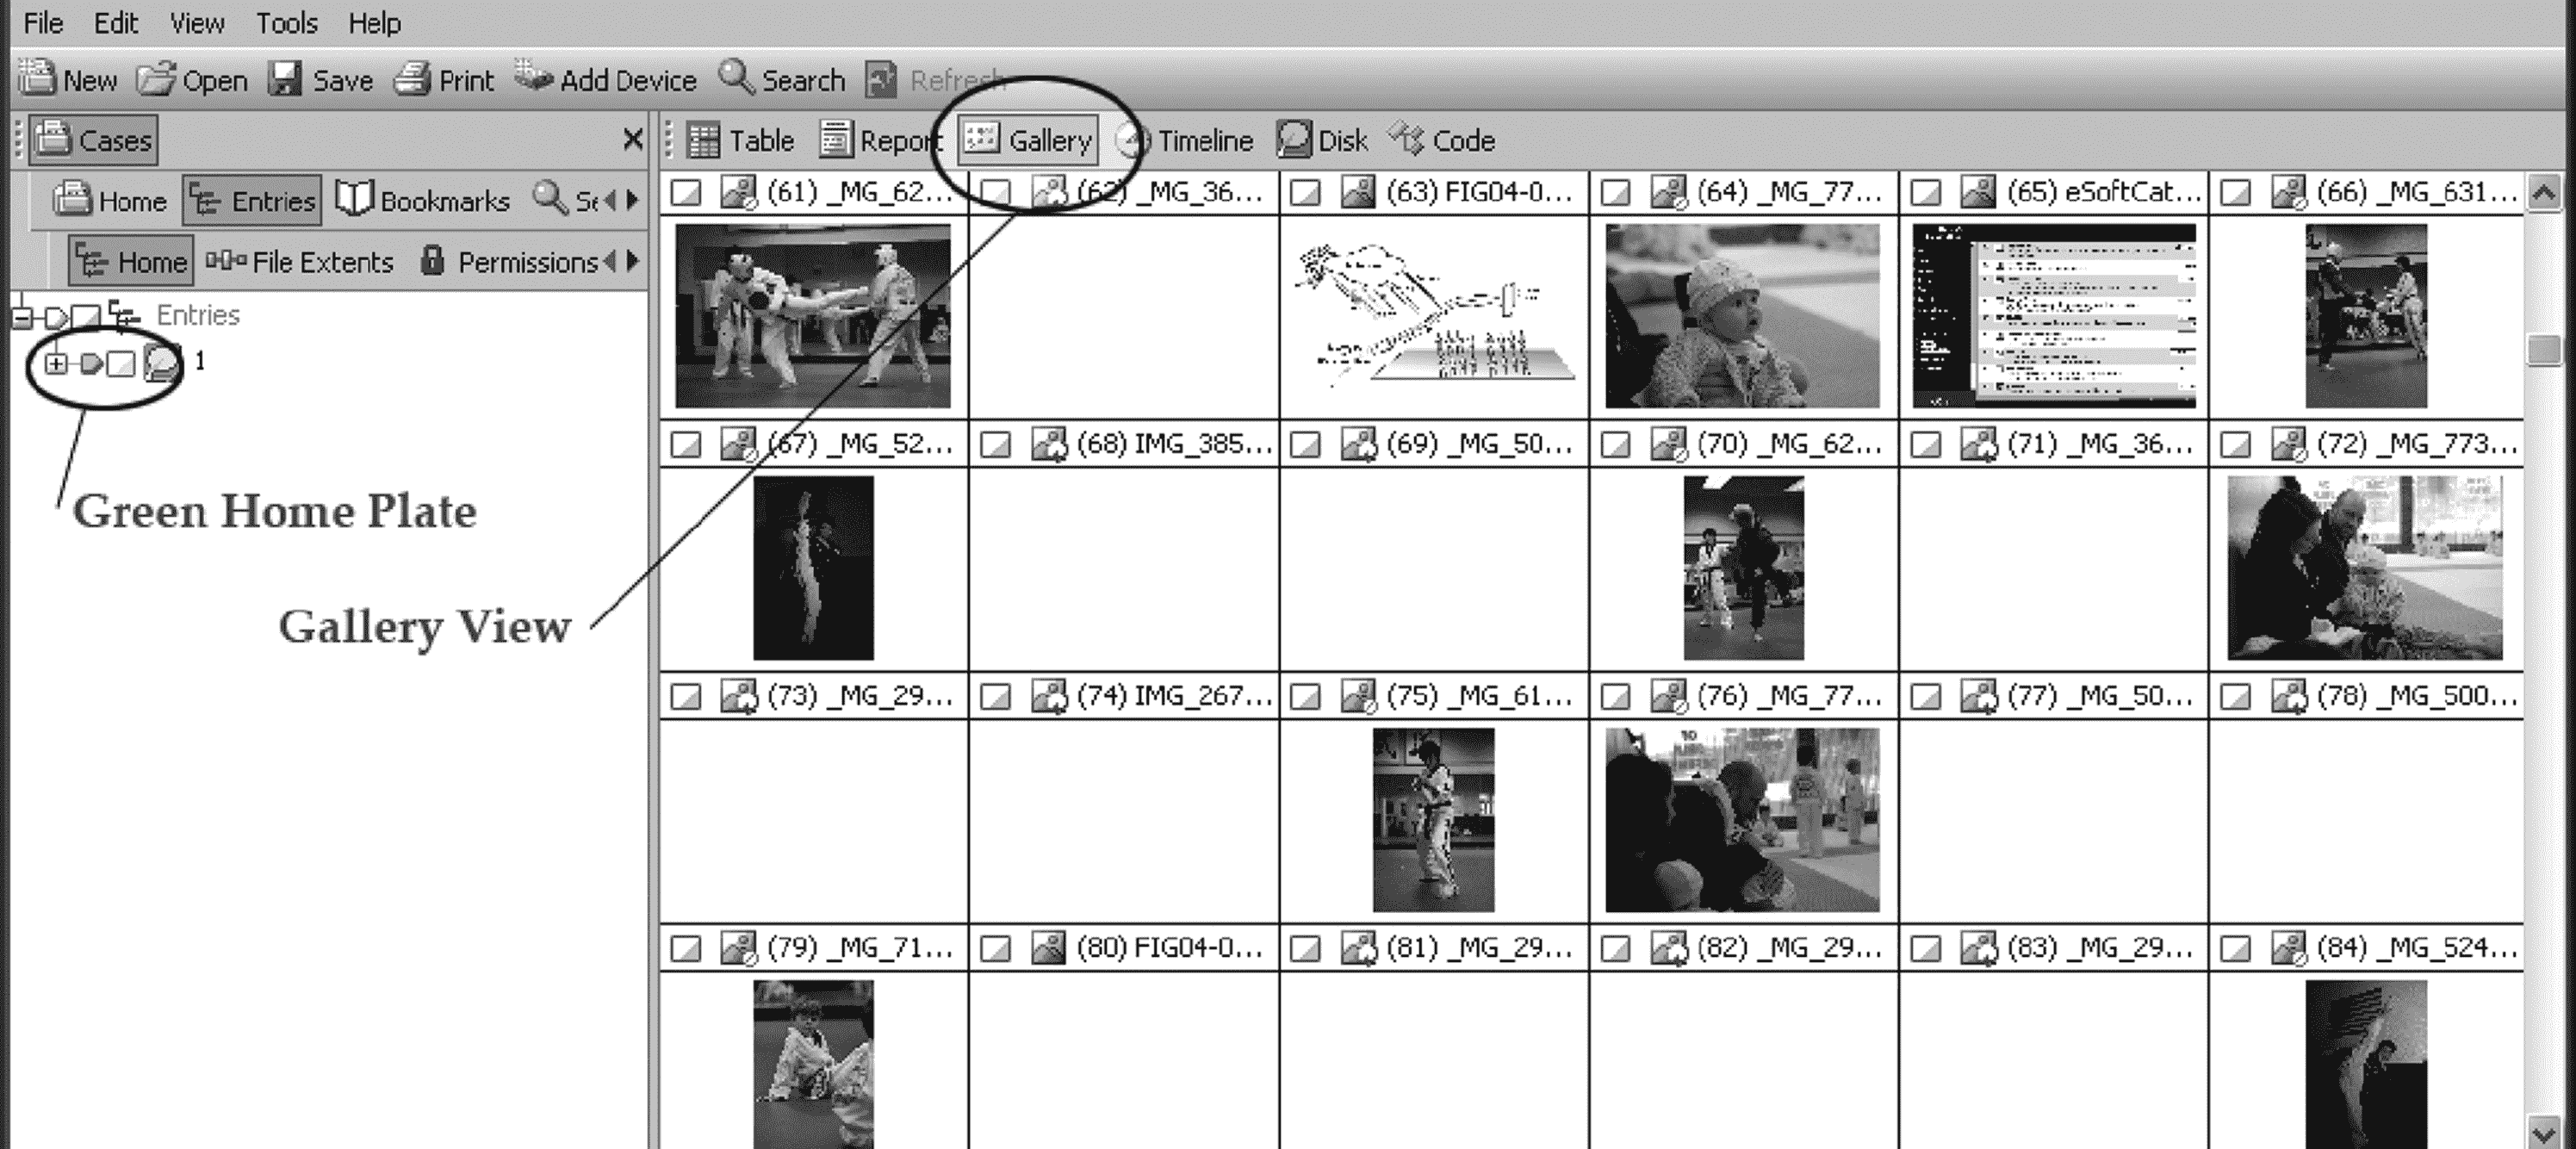 File Edit View Tools Help
New Open Save Print Add Device Search Refresh
Cases
Table Report Gallery Timeline Disk Code
Home Entries Bookmarks Se
Home File Extents Permissions
Entries
1
Green Home Plate
Gallery View
(61) _MG_62... (62) _MG_36... (63) FIG04-0... (64) _MG_77... (65) eSoftCat... (66) _MG_631...
(67) _MG_52... (68) IMG_385... (69) _MG_50... (70) _MG_62... (71) _MG_36... (72) _MG_773...
(73) _MG_29... (74) IMG_267... (75) _MG_61... (76) _MG_77... (77) _MG_50... (78) _MG_500...
(79) _MG_71... (80) FIG04-0... (81) _MG_29... (82) _MG_29... (83) _MG_29... (84) _MG_524...